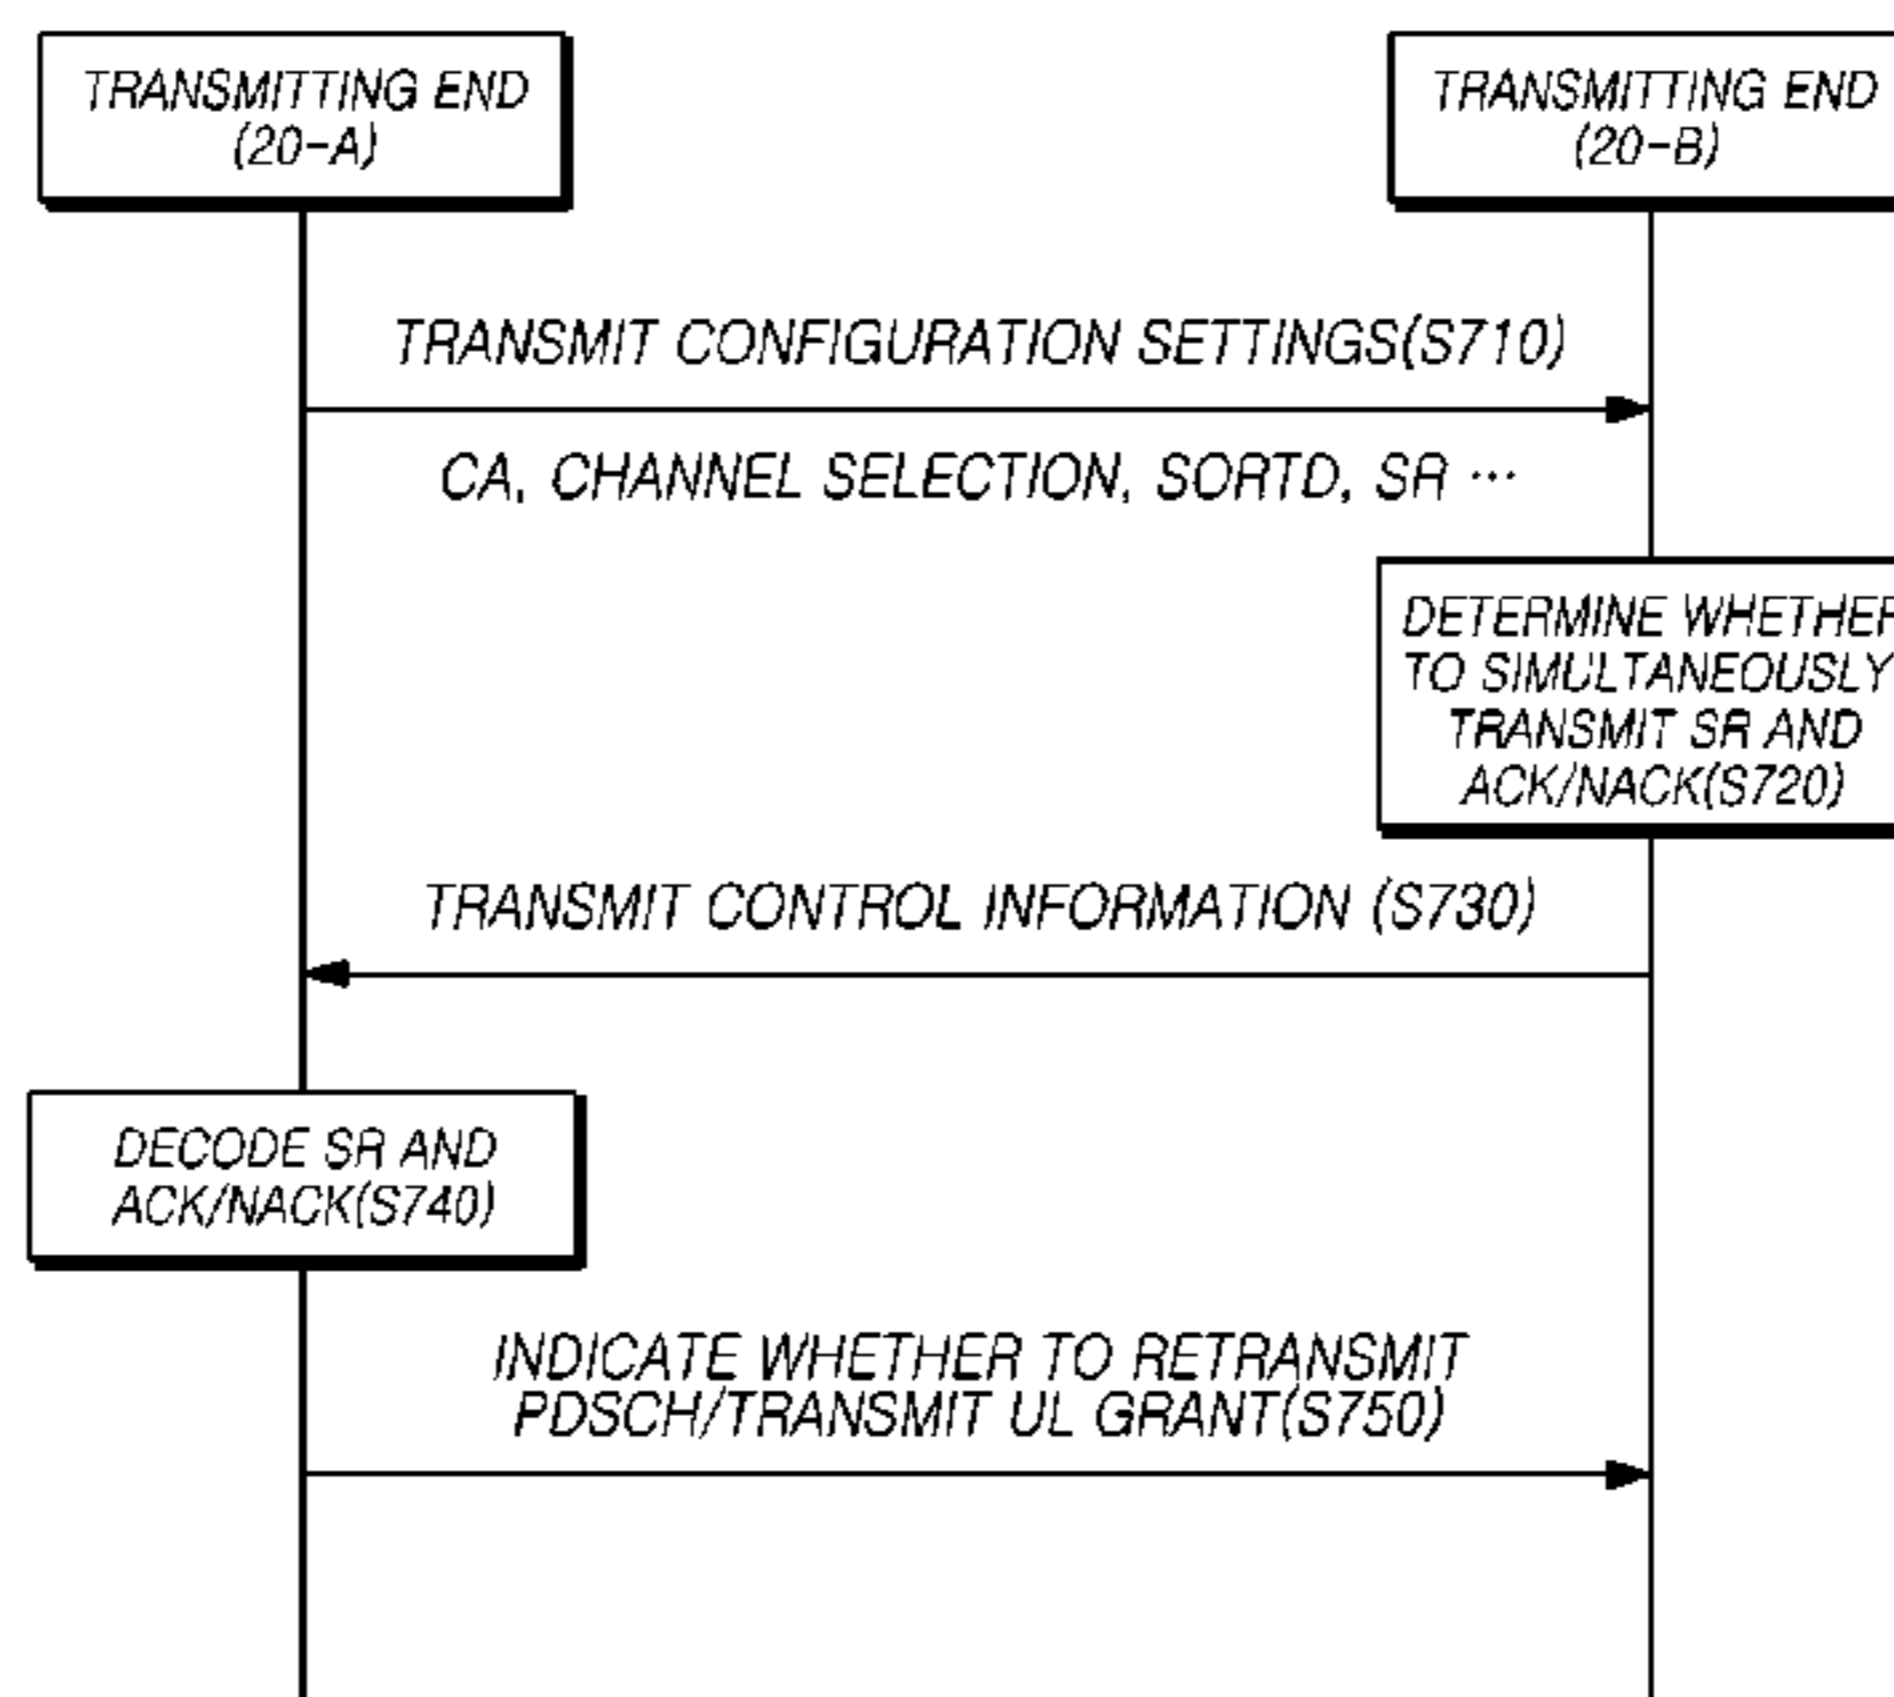 TRANSMITTING END
(20-A)
TRANSMITTING END
(20-B)
TRANSMIT CONFIGURATION SETTINGS(S710)
CA, CHANNEL SELECTION, SORTD, SR ···
DETERMINE WHETHER
TO SIMULTANEOUSLY
TRANSMIT SR AND
ACK/NACK(S720)
TRANSMIT CONTROL INFORMATION (S730)
DECODE SR AND
ACK/NACK(S740)
INDICATE WHETHER TO RETRANSMIT
PDSCH/TRANSMIT UL GRANT(S750)